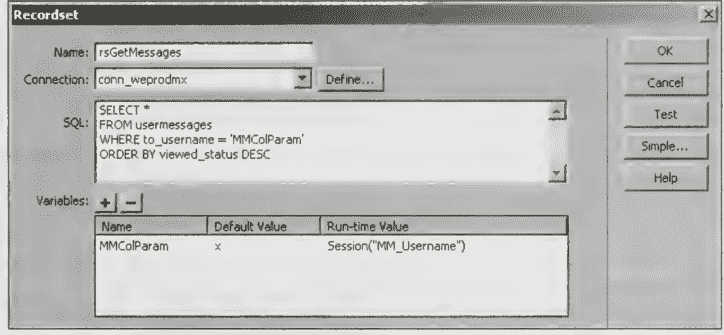 Recordset
Name: rsGetMessages
OK
Connection: conn_weprodmx Define...
Cancel
SQL: SELECT *
FROM usermessages
WHERE to_username = 'MMColParam'
ORDER BY viewed_status DESC
Test
Simple...
Help
Variables: + −
Name Default Value Run-time Value
MMColParam x Session("MM_Username")